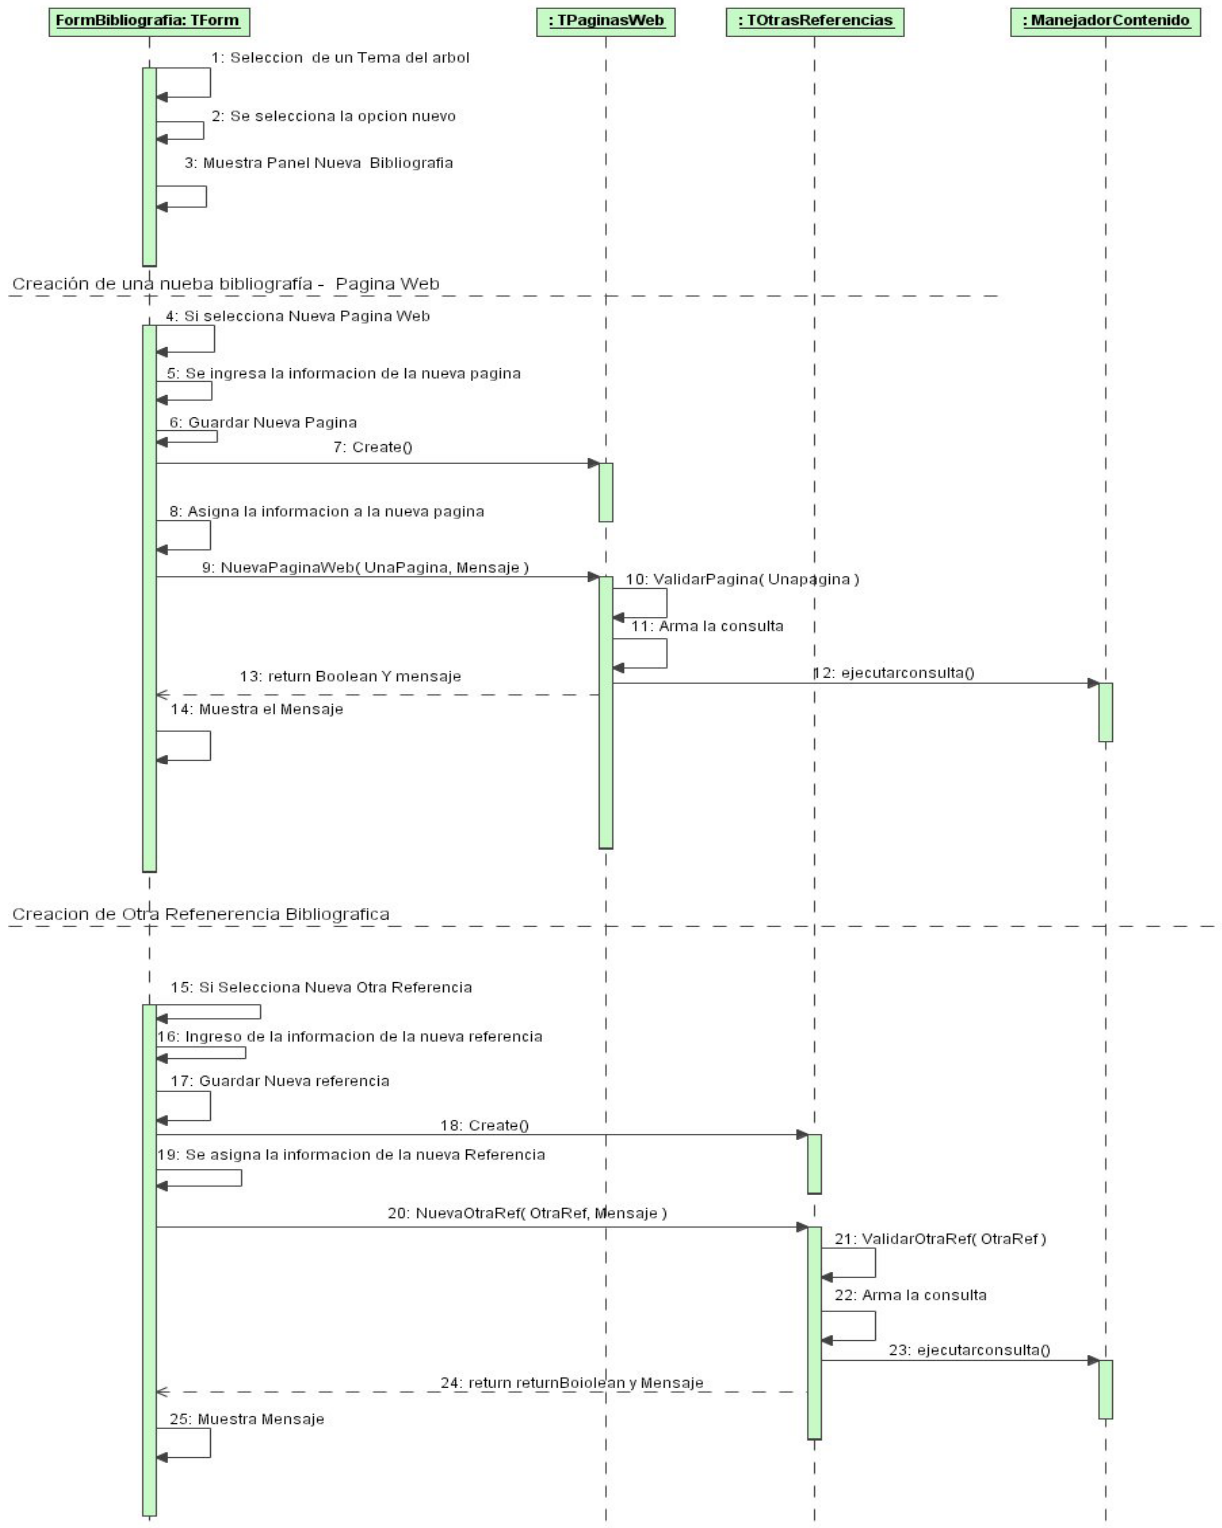 FormBibliografia: TForm
: TPaginasWeb
: TOtrasReferencias
: ManejadorContenido
1: Seleccion de un Tema del arbol
2: Se selecciona la opcion nuevo
3: Muestra Panel Nueva Bibliografia
Creación de una nueba bibliografía - Pagina Web
4: Si selecciona Nueva Pagina Web
5: Se ingresa la informacion de la nueva pagina
6: Guardar Nueva Pagina
7: Create()
8: Asigna la informacion a la nueva pagina
9: NuevaPaginaWeb( UnaPagina, Mensaje )
10: ValidarPagina( Unapagina )
11: Arma la consulta
12: ejecutarconsulta()
13: return Boolean Y mensaje
14: Muestra el Mensaje
Creacion de Otra Refenerencia Bibliografica
15: Si Selecciona Nueva Otra Referencia
16: Ingreso de la informacion de la nueva referencia
17: Guardar Nueva referencia
18: Create()
19: Se asigna la informacion de la nueva Referencia
20: NuevaOtraRef( OtraRef, Mensaje )
21: ValidarOtraRef( OtraRef )
22: Arma la consulta
23: ejecutarconsulta()
24: return returnBoiolean y Mensaje
25: Muestra Mensaje